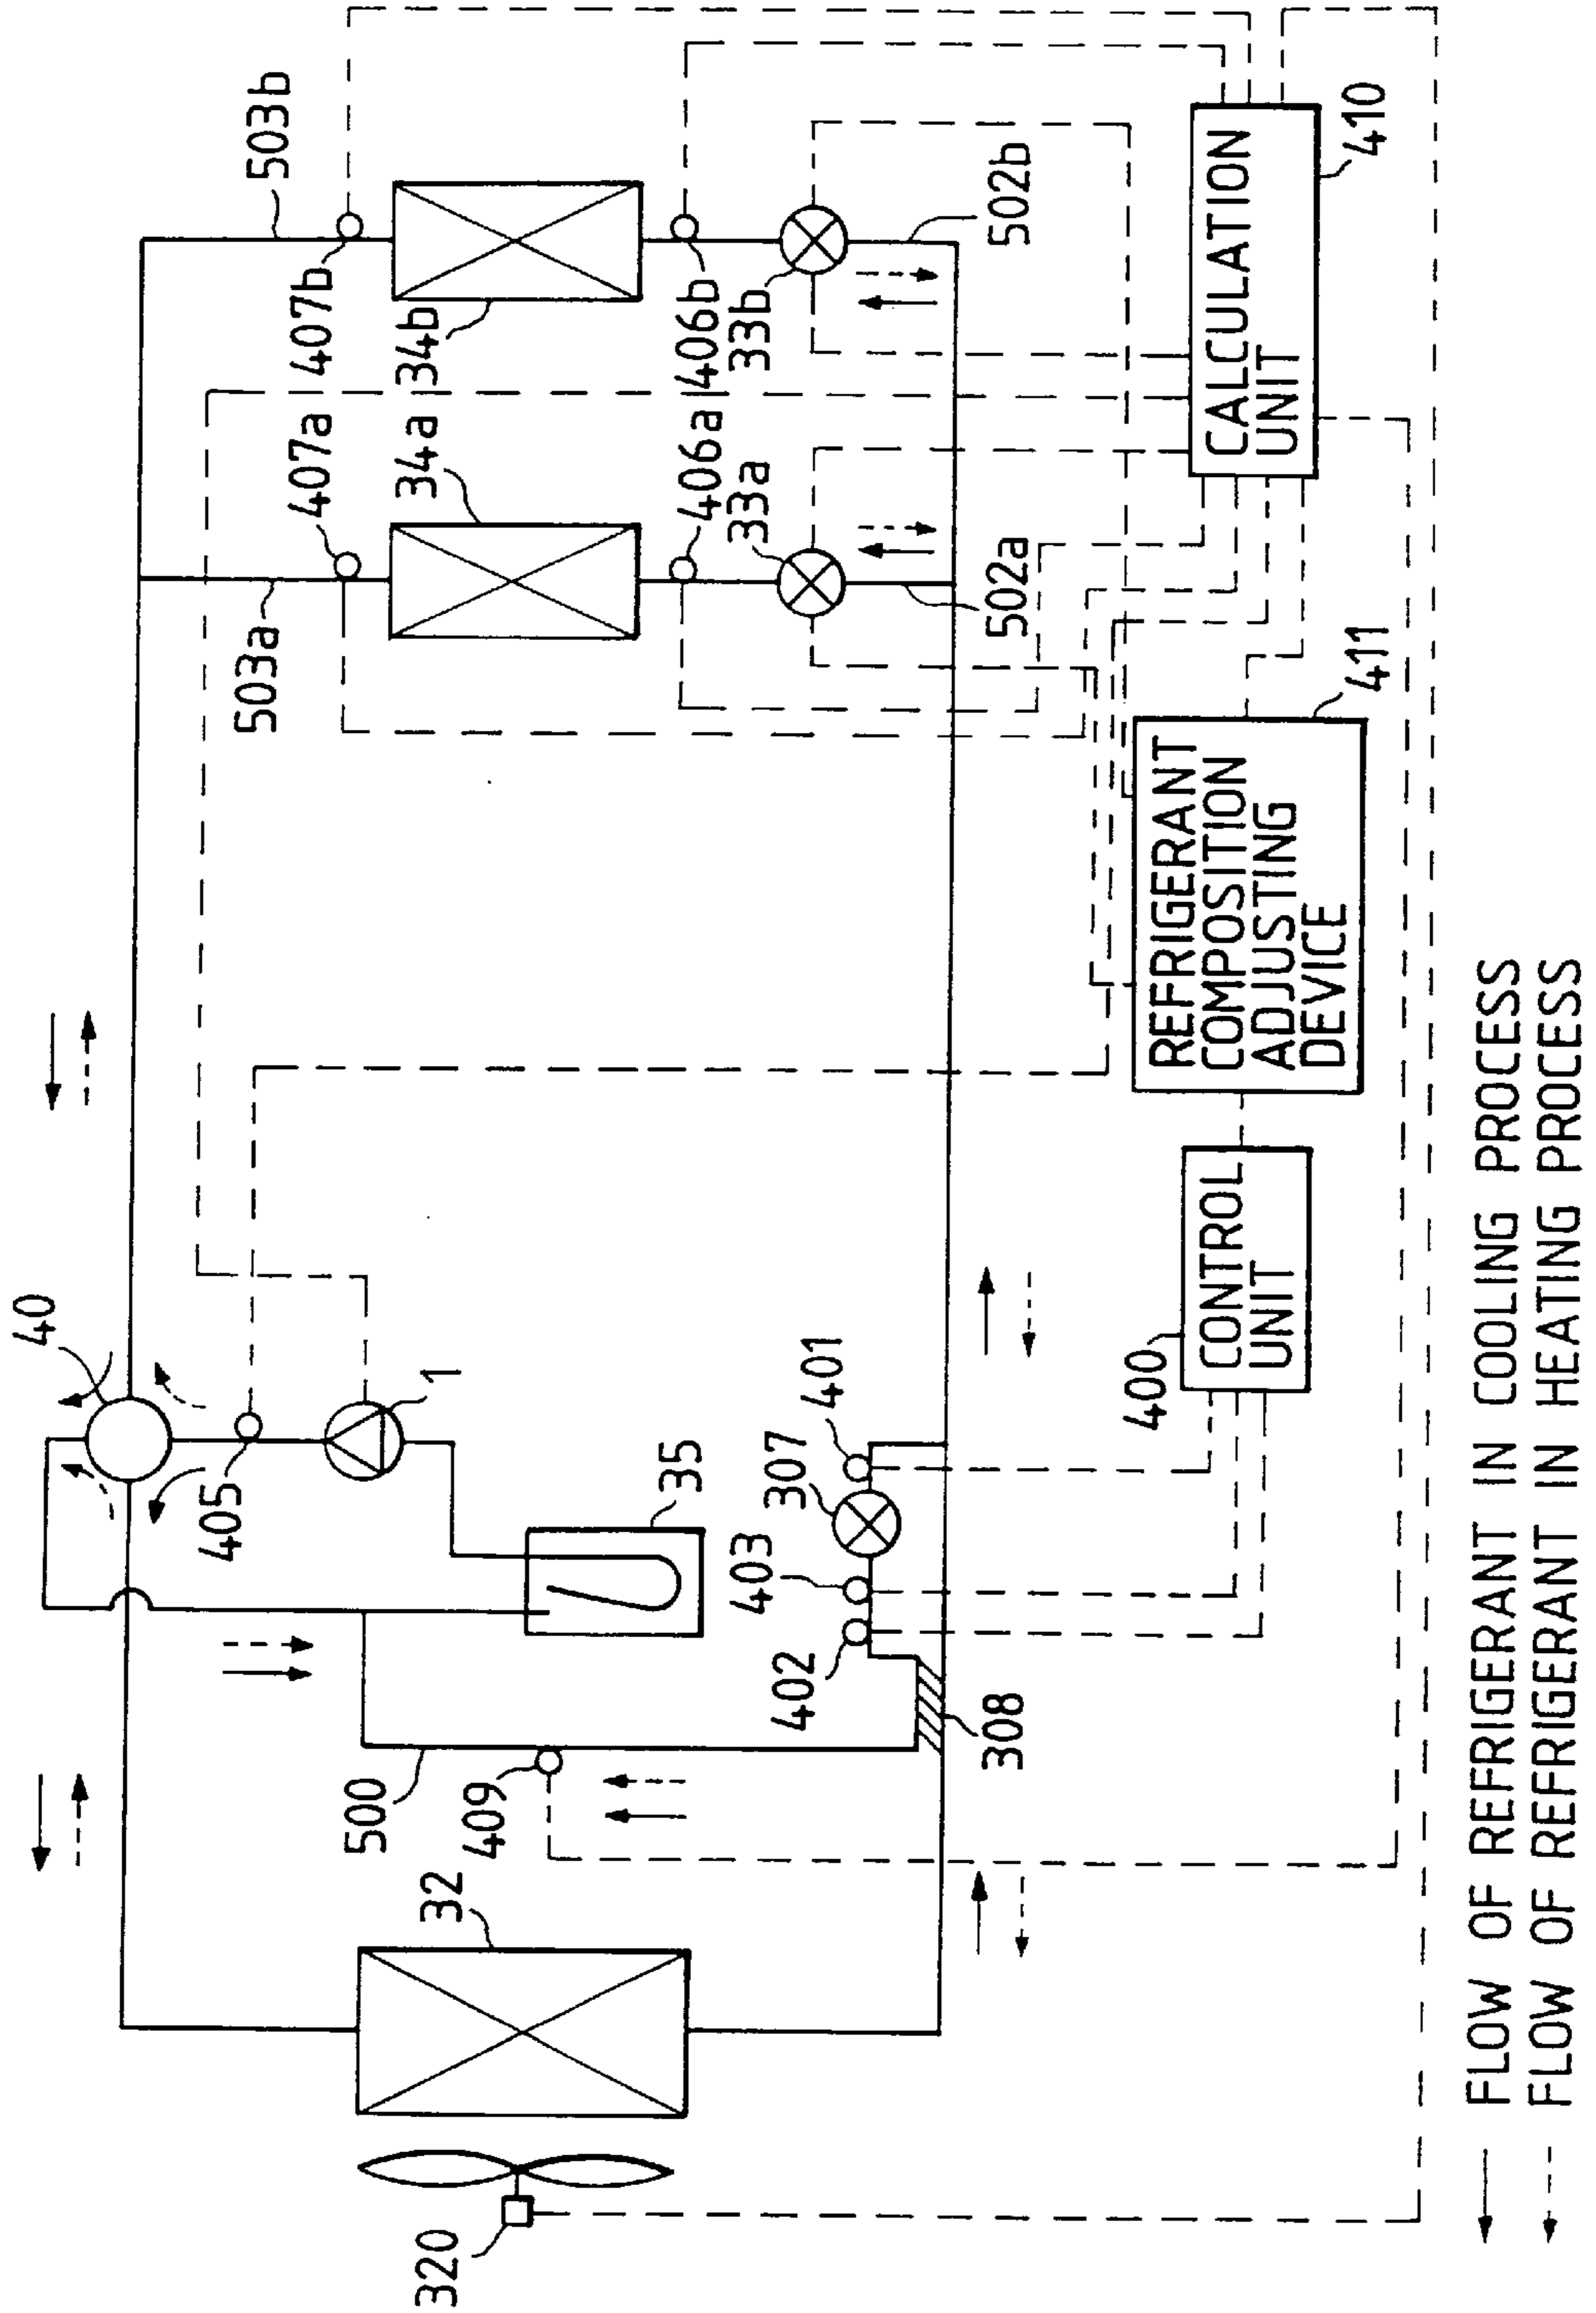 40
405
1
503b
407b
34b
406b
33b
502b
503a
407a
34a
406a
33a
502a
CALCULATION
UNIT
410
REFRIGERANT
COMPOSITION
ADJUSTING
DEVICE
411
CONTROL
UNIT
400
401
307
403
402
308
35
500
409
32
320
FLOW OF REFRIGERANT IN COOLING PROCESS
FLOW OF REFRIGERANT IN HEATING PROCESS